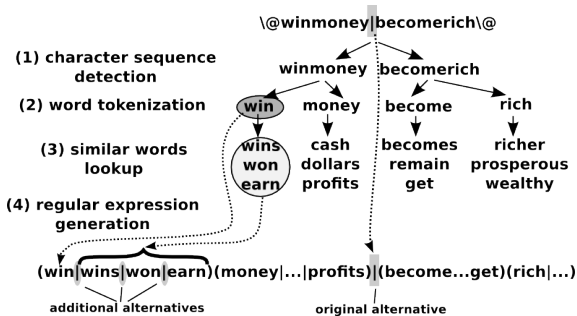 \@winmoney|becomerich\@
(1) character sequence
detection
winmoney becomerich
(2) word tokenization
win money become rich
(3) similar words
lookup
wins cash becomes richer
won dollars remain prosperous
earn profits get wealthy
(4) regular expression
generation
(win|wins|won|earn)(money|...|profits)|(become...get)(rich|...)
additional alternatives original alternative